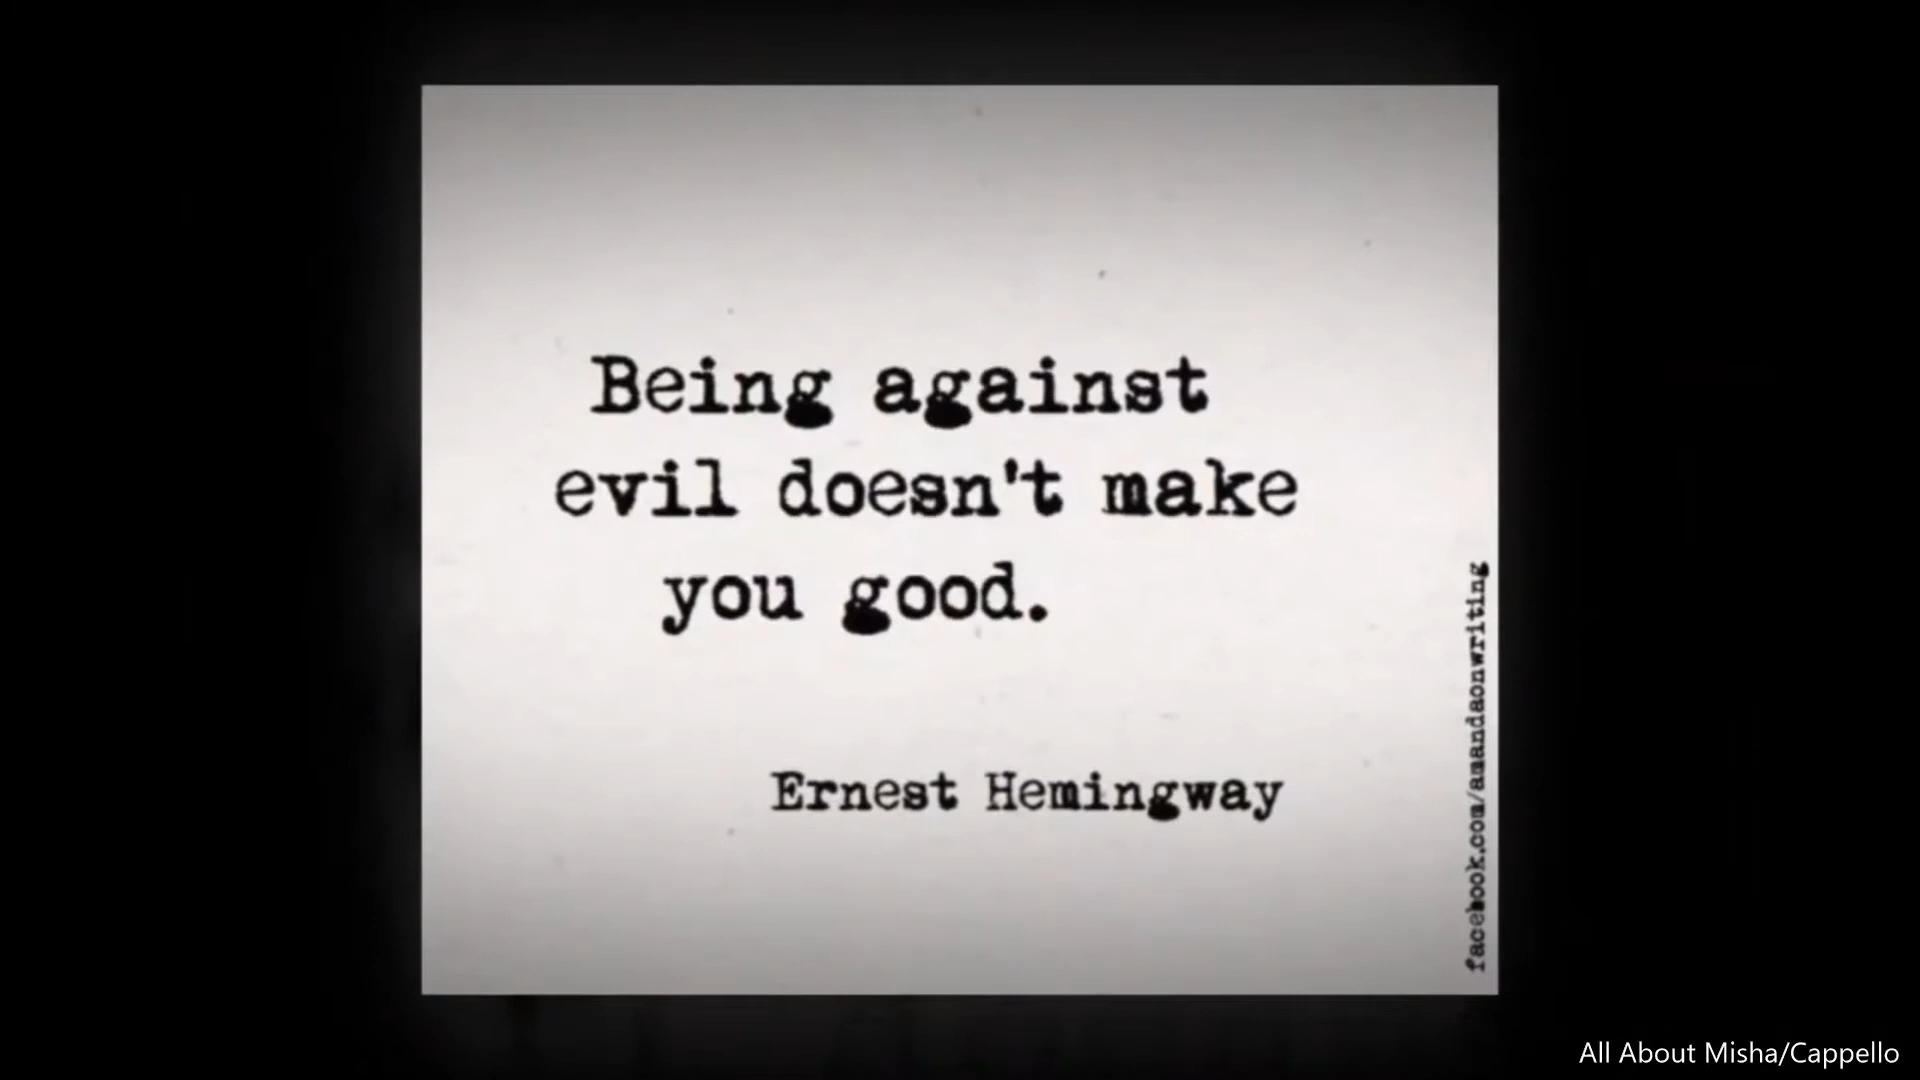 Being against
evil doesn't make
you good.
Ernest Hemingway
facebook.com/amandaonwriting
All About Misha/Cappello